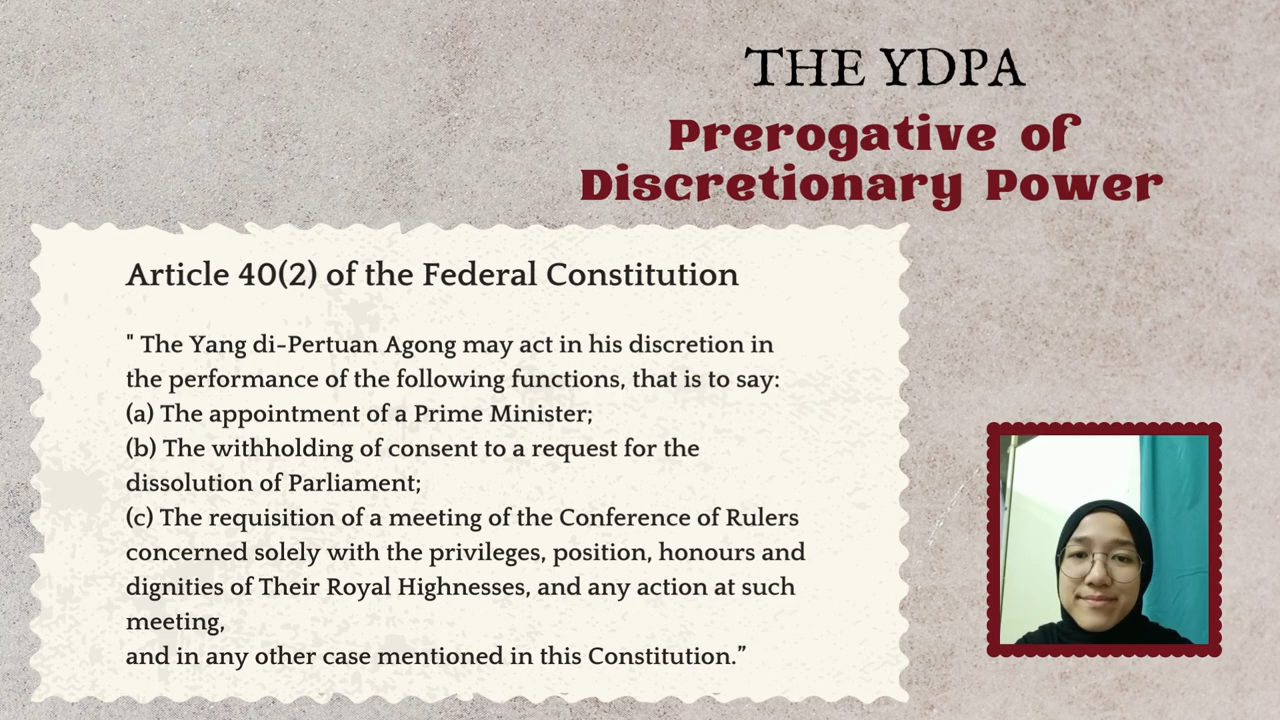 THE YDPA
Prerogative of
Discretionary Power
Article 40(2) of the Federal Constitution
" The Yang di-Pertuan Agong may act in his discretion in
the performance of the following functions, that is to say:
(a) The appointment of a Prime Minister;
(b) The withholding of consent to a request for the
dissolution of Parliament;
(c) The requisition of a meeting of the Conference of Rulers
concerned solely with the privileges, position, honours and
dignities of Their Royal Highnesses, and any action at such
meeting,
and in any other case mentioned in this Constitution.”